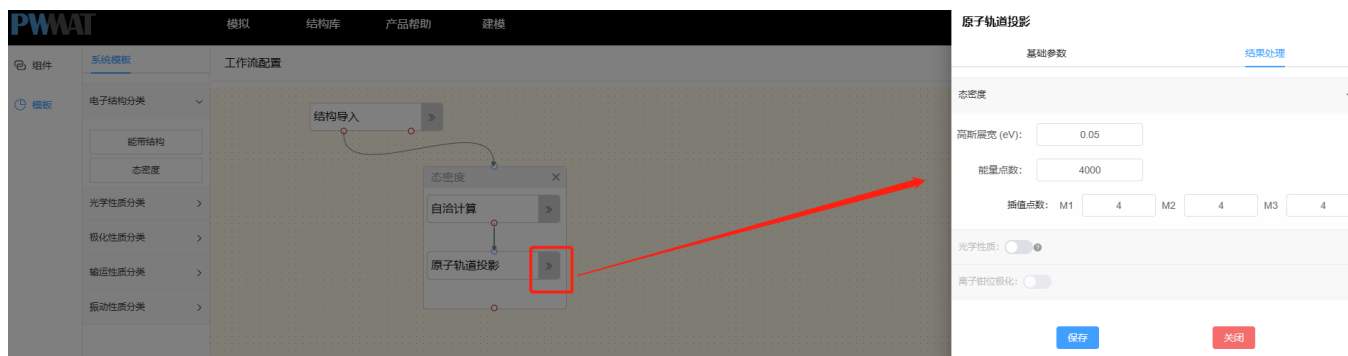 PWMAT 模拟 结构库 产品帮助 建模
组件 系统模板 工作流配置
模板 电子结构分类
能带结构
态密度
光学性质分类
极化性质分类
输运性质分类
振动性质分类
结构导入
态密度
自洽计算
原子轨道投影
原子轨道投影
基础参数 结果处理
态密度
高斯展宽 (eV): 0.05
能量点数: 4000
插值点数: M1 4 M2 4 M3 4
光学性质:
离子钳位极化:
保存 关闭